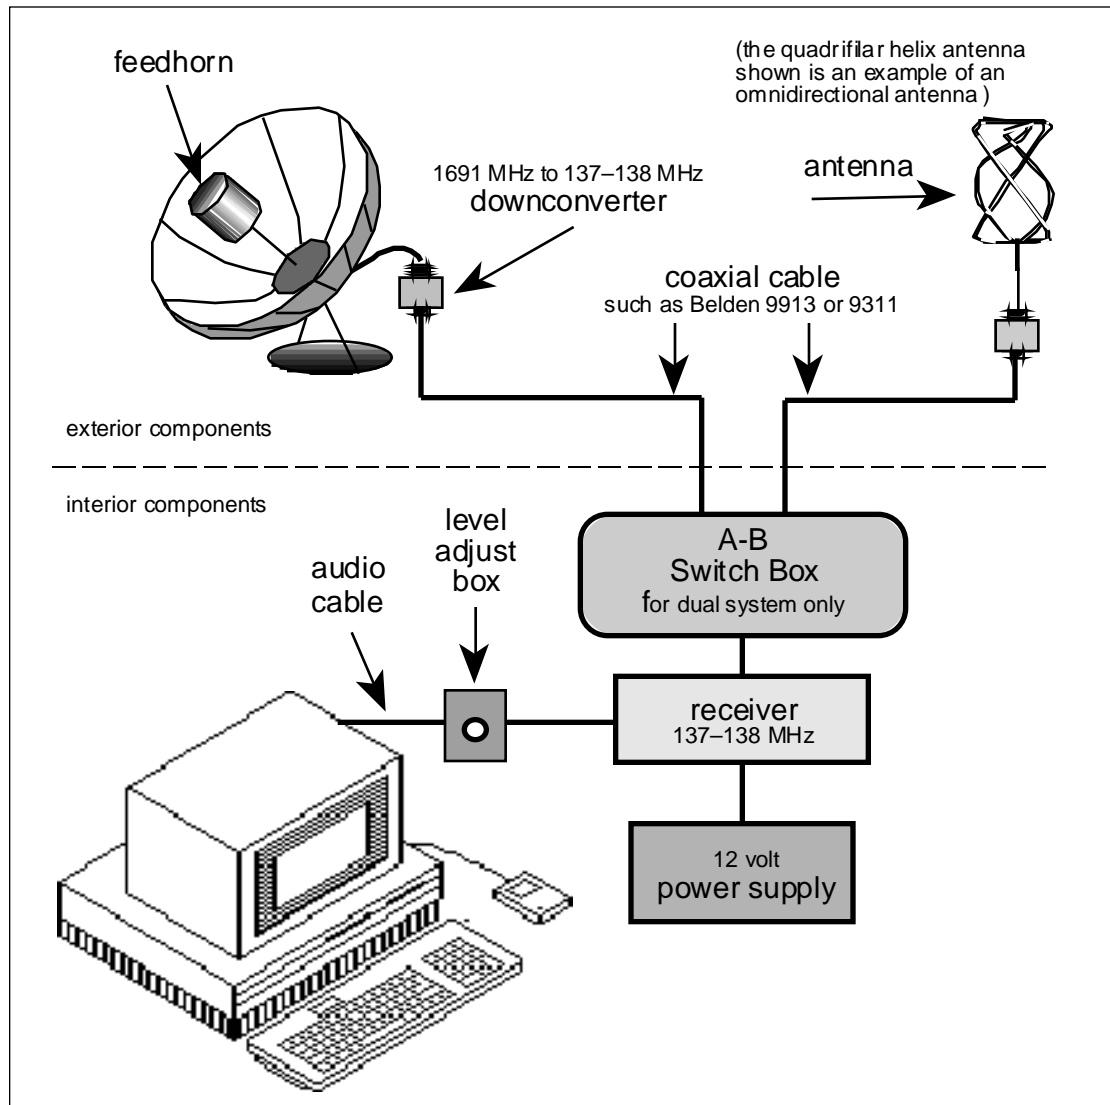 feedhorn
(the quadrifilar helix antenna
shown is an example of an
omnidirectional antenna )
1691 MHz to 137–138 MHz
downconverter
antenna
coaxial cable
such as Belden 9913 or 9311
exterior components
interior components
level
adjust
box
audio
cable
A-B
Switch Box
for dual system only
receiver
137–138 MHz
12 volt
power supply